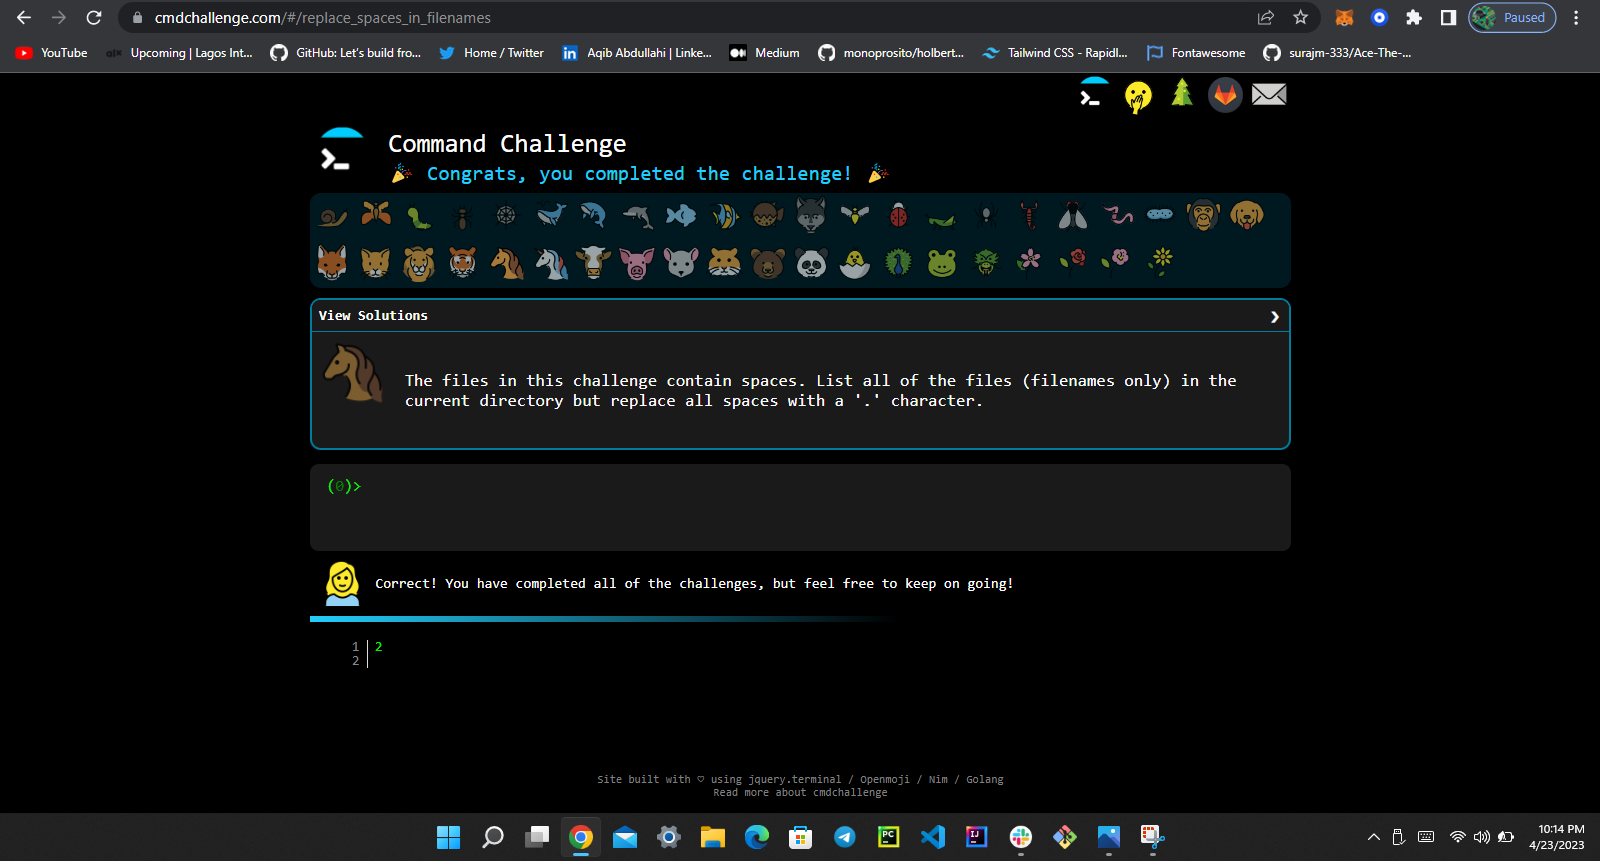 cmdchallenge.com/#/replace_spaces_in_filenames
Paused
YouTube
Upcoming | Lagos Int...
GitHub: Let's build fro...
Home / Twitter
in
Aqib Abdullahi | Linke...
Medium
monoprosito/holbert...
Tailwind CSS - Rapidl...
Fontawesome
surajm-333/Ace-The-...
Command Challenge
Congrats, you completed the challenge!
View Solutions
The files in this challenge contain spaces. List all of the files (filenames only) in the
current directory but replace all spaces with a '.' character.
(0)>
Correct! You have completed all of the challenges, but feel free to keep on going!
1 2
2
Site built with ♡ using jquery.terminal / Openmoji / Nim / Golang
Read more about cmdchallenge
PC
IJ
10:14 PM
4/23/2023